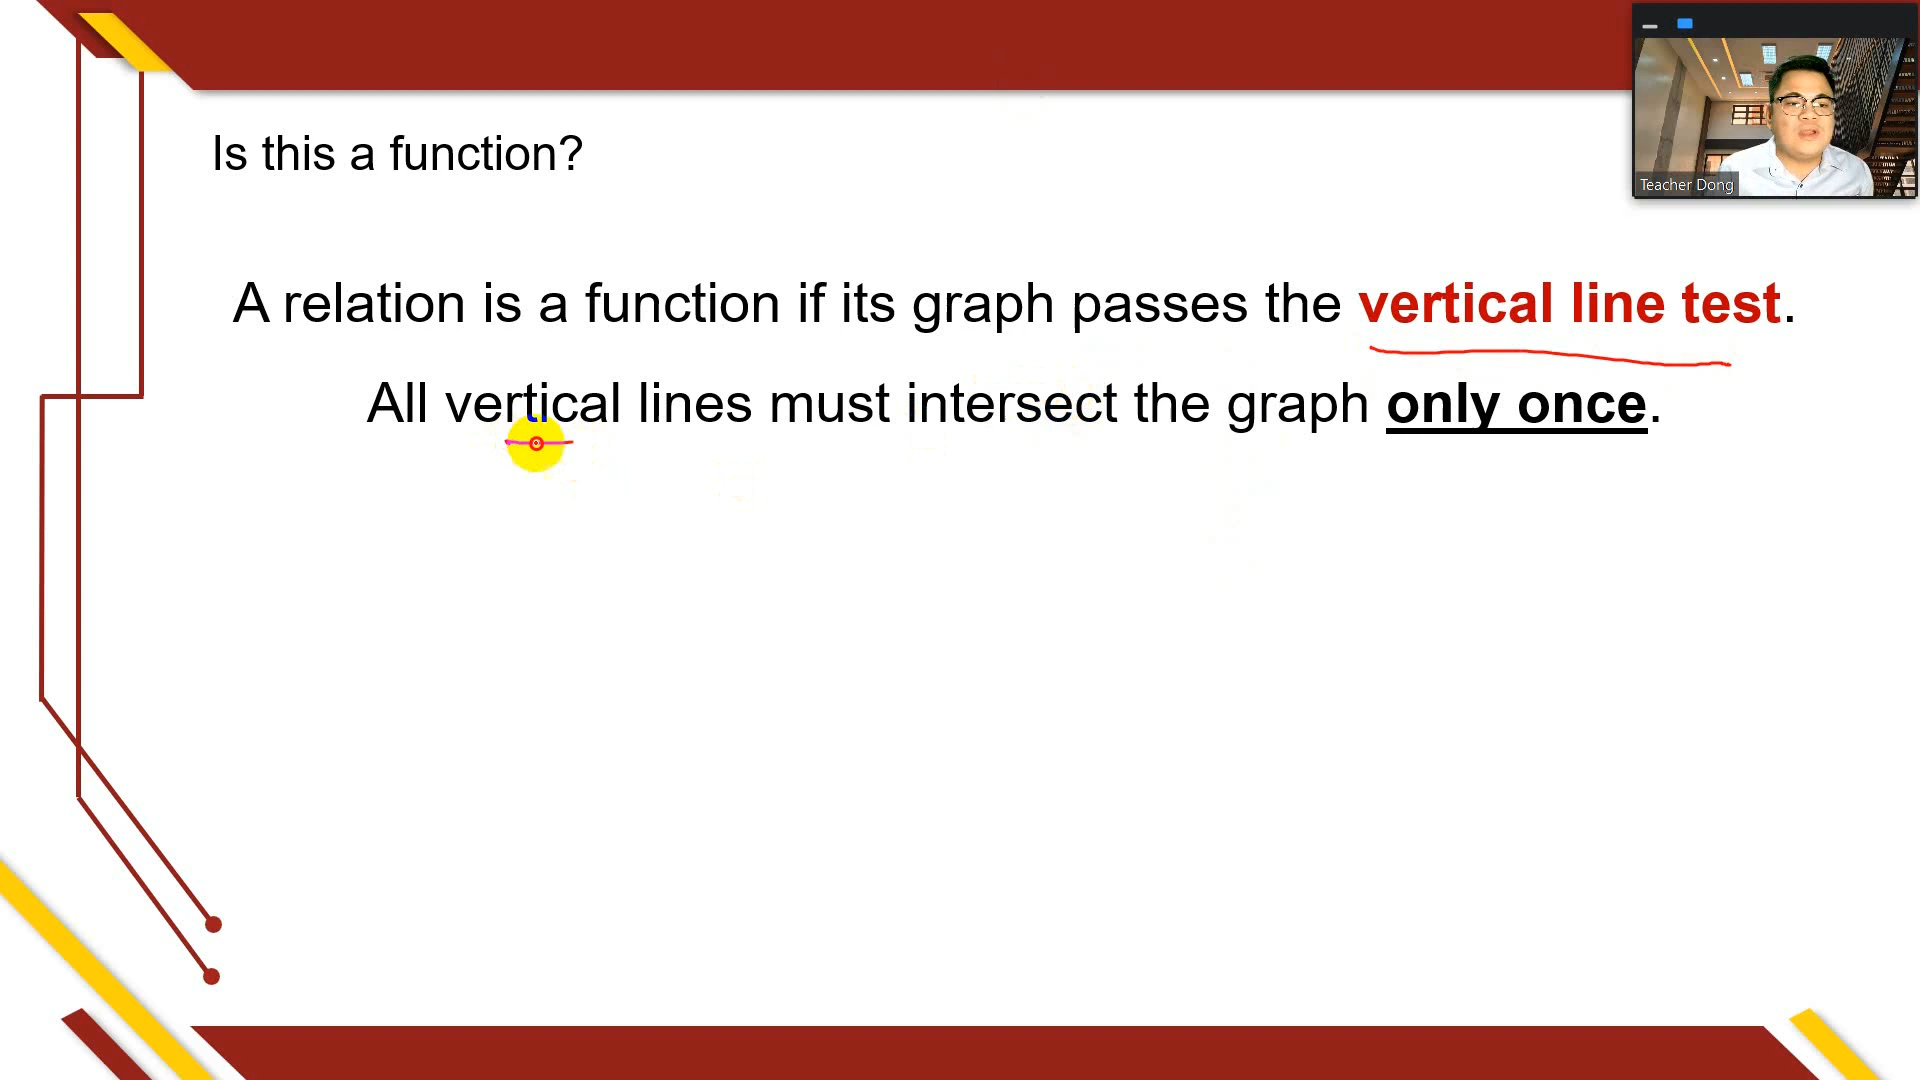 Is this a function?
A relation is a function if its graph passes the vertical line test.
All vertical lines must intersect the graph only once.
Teacher Dong